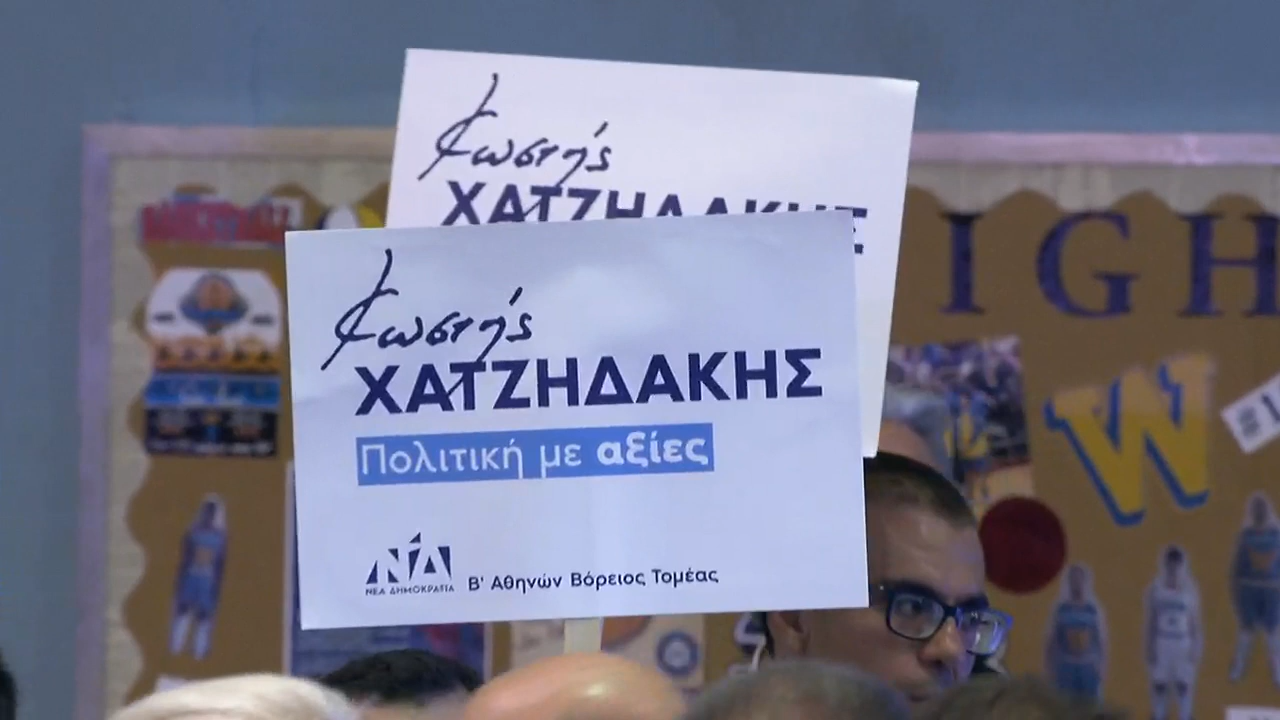 Κωστής
ΧΑΤΖΗΔΑΚΗΣ
Κωστής
ΧΑΤΖΗΔΑΚΗΣ
Πολιτική με αξίες
ΝΔ
ΝΕΑ ΔΗΜΟΚΡΑΤΙΑ Β' Αθηνών Βόρειος Τομέας
IGH
W